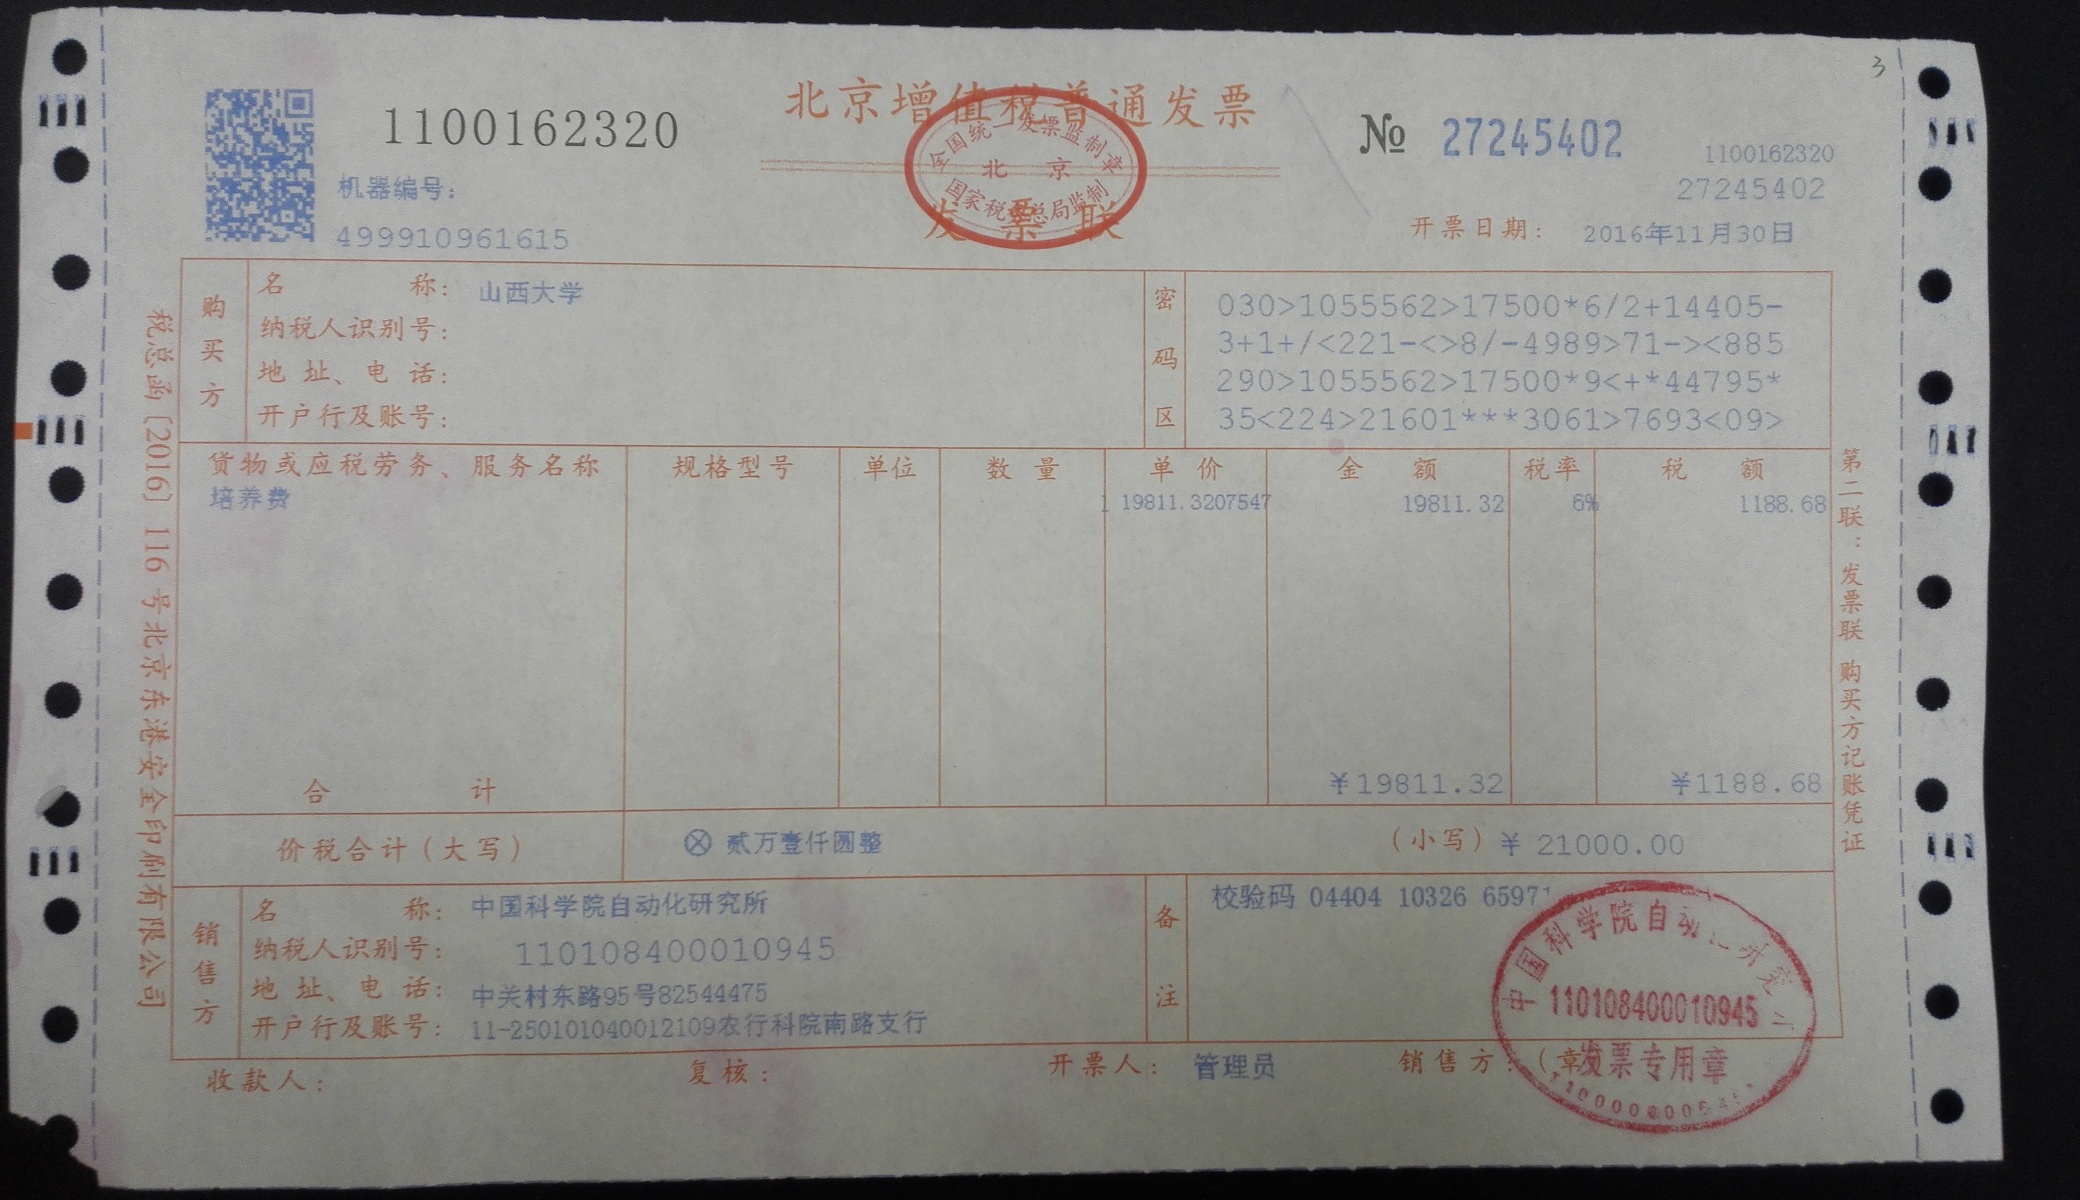 3
北京增值税普通发票
1100162320
No 27245402
1100162320
27245402
机器编号：
499910961615
全国统一发票监制章
北京
国家税务总局监制
发票联
开票日期： 2016年11月30日
购买方
名称： 山西大学
纳税人识别号：
地址、电话：
开户行及账号：
密码区
030>1055562>17500*6/2+14405-
3+1+/<221-<>8/-4989>71-><885
290>1055562>17500*9<+*44795*
35<224>21601***3061>7693<09>
货物或应税劳务、服务名称 规格型号 单位 数量 单价 金额 税率 税额
培养费 1 19811.3207547 19811.32 6% 1188.68
合计 ¥19811.32 ¥1188.68
价税合计（大写） ⊗贰万壹仟圆整 （小写）¥ 21000.00
销售方
名称： 中国科学院自动化研究所
纳税人识别号： 110108400010945
地址、电话： 中关村东路95号82544475
开户行及账号： 11-250101040012109农行科院南路支行
备注
校验码 04404 10326 6597
中国科学院自动
110108400010945
发票专用章
收款人： 复核： 开票人： 管理员 销售方：（章
税总函〔2016〕116号北京东港安全印刷有限公司
第二联：发票联 购买方记账凭证